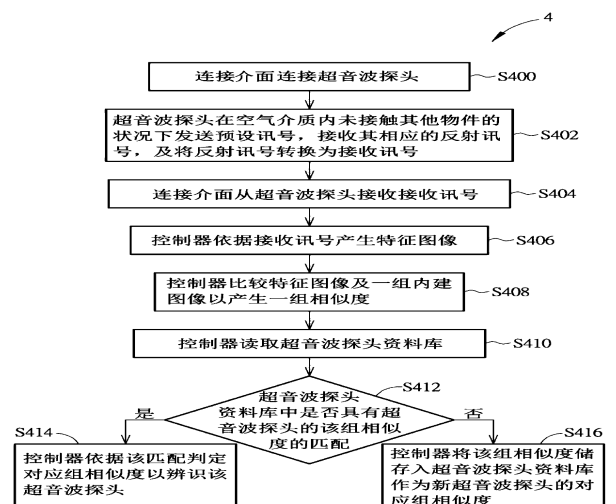 4
连接介面连接超音波探头
S400
超音波探头在空气介质内未接触其他物件的
状况下发送预设讯号，接收其相应的反射讯
号，及将反射讯号转换为接收讯号
S402
连接介面从超音波探头接收接收讯号
S404
控制器依据接收讯号产生特征图像
S406
控制器比较特征图像及一组内建
图像以产生一组相似度
S408
控制器读取超音波探头资料库
S410
超音波探头
资料库中是否具有超
音波探头的该组相似
度的匹配
S412
是
否
S414
控制器依据该匹配判定
对应组相似度以辨识该
超音波探头
S416
控制器将该组相似度储
存入超音波探头资料库
作为新超音波探头的对
应组相似度